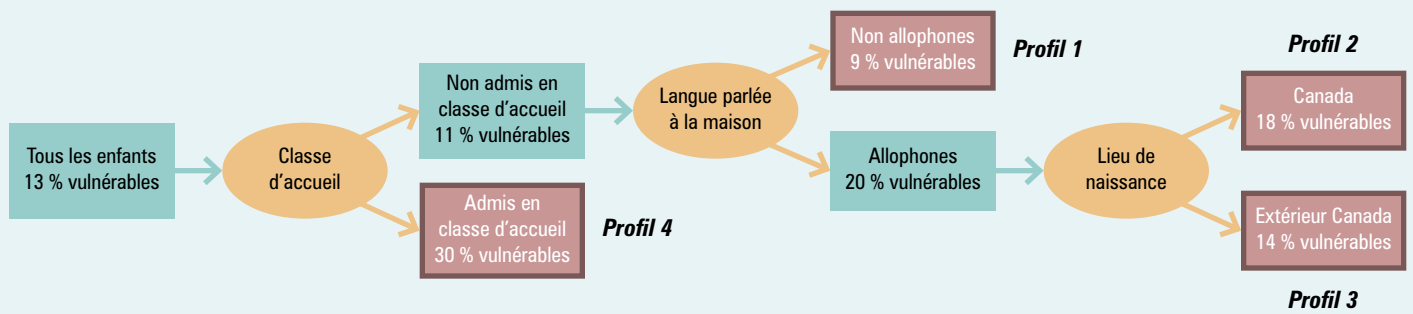 Tous les enfants
13 % vulnérables
Classe
d'accueil
Non admis en
classe d'accueil
11 % vulnérables
Admis en
classe d'accueil
30 % vulnérables
Profil 4
Langue parlée
à la maison
Non allophones
9 % vulnérables
Profil 1
Allophones
20 % vulnérables
Lieu de
naissance
Profil 2
Canada
18 % vulnérables
Extérieur Canada
14 % vulnérables
Profil 3